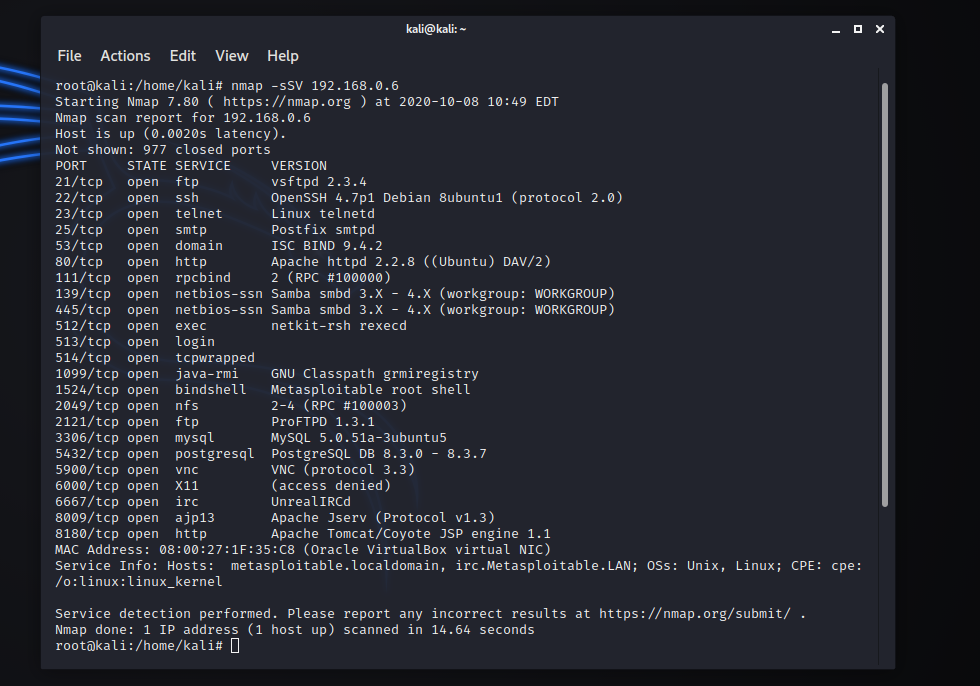 kali@kali: ~
File Actions Edit View Help
root@kali:/home/kali# nmap -sSV 192.168.0.6
Starting Nmap 7.80 ( https://nmap.org ) at 2020-10-08 10:49 EDT
Nmap scan report for 192.168.0.6
Host is up (0.0020s latency).
Not shown: 977 closed ports
PORT     STATE SERVICE     VERSION
21/tcp   open  ftp         vsftpd 2.3.4
22/tcp   open  ssh         OpenSSH 4.7p1 Debian 8ubuntu1 (protocol 2.0)
23/tcp   open  telnet      Linux telnetd
25/tcp   open  smtp        Postfix smtpd
53/tcp   open  domain      ISC BIND 9.4.2
80/tcp   open  http        Apache httpd 2.2.8 ((Ubuntu) DAV/2)
111/tcp  open  rpcbind     2 (RPC #100000)
139/tcp  open  netbios-ssn Samba smbd 3.X - 4.X (workgroup: WORKGROUP)
445/tcp  open  netbios-ssn Samba smbd 3.X - 4.X (workgroup: WORKGROUP)
512/tcp  open  exec        netkit-rsh rexecd
513/tcp  open  login
514/tcp  open  tcpwrapped
1099/tcp open  java-rmi    GNU Classpath grmiregistry
1524/tcp open  bindshell   Metasploitable root shell
2049/tcp open  nfs         2-4 (RPC #100003)
2121/tcp open  ftp         ProFTPD 1.3.1
3306/tcp open  mysql       MySQL 5.0.51a-3ubuntu5
5432/tcp open  postgresql  PostgreSQL DB 8.3.0 - 8.3.7
5900/tcp open  vnc         VNC (protocol 3.3)
6000/tcp open  X11         (access denied)
6667/tcp open  irc         UnrealIRCd
8009/tcp open  ajp13       Apache Jserv (Protocol v1.3)
8180/tcp open  http        Apache Tomcat/Coyote JSP engine 1.1
MAC Address: 08:00:27:1F:35:C8 (Oracle VirtualBox virtual NIC)
Service Info: Hosts:  metasploitable.localdomain, irc.Metasploitable.LAN; OSs: Unix, Linux; CPE: cpe:
/o:linux:linux_kernel
Service detection performed. Please report any incorrect results at https://nmap.org/submit/ .
Nmap done: 1 IP address (1 host up) scanned in 14.64 seconds
root@kali:/home/kali#